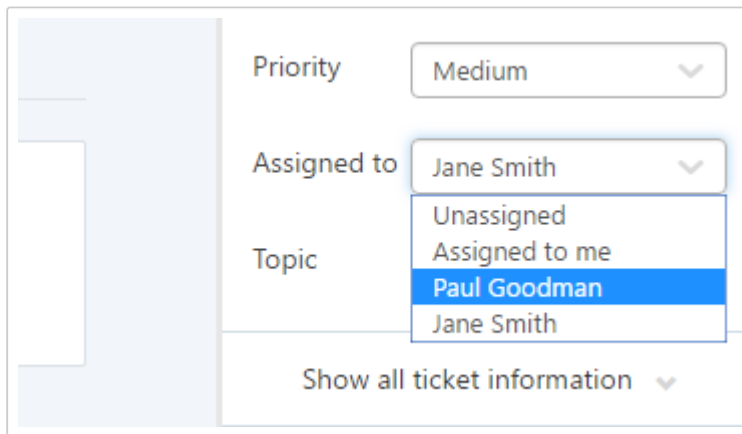 Priority Medium
Assigned to Jane Smith
Unassigned
Assigned to me
Topic
Paul Goodman
Jane Smith
Show all ticket information